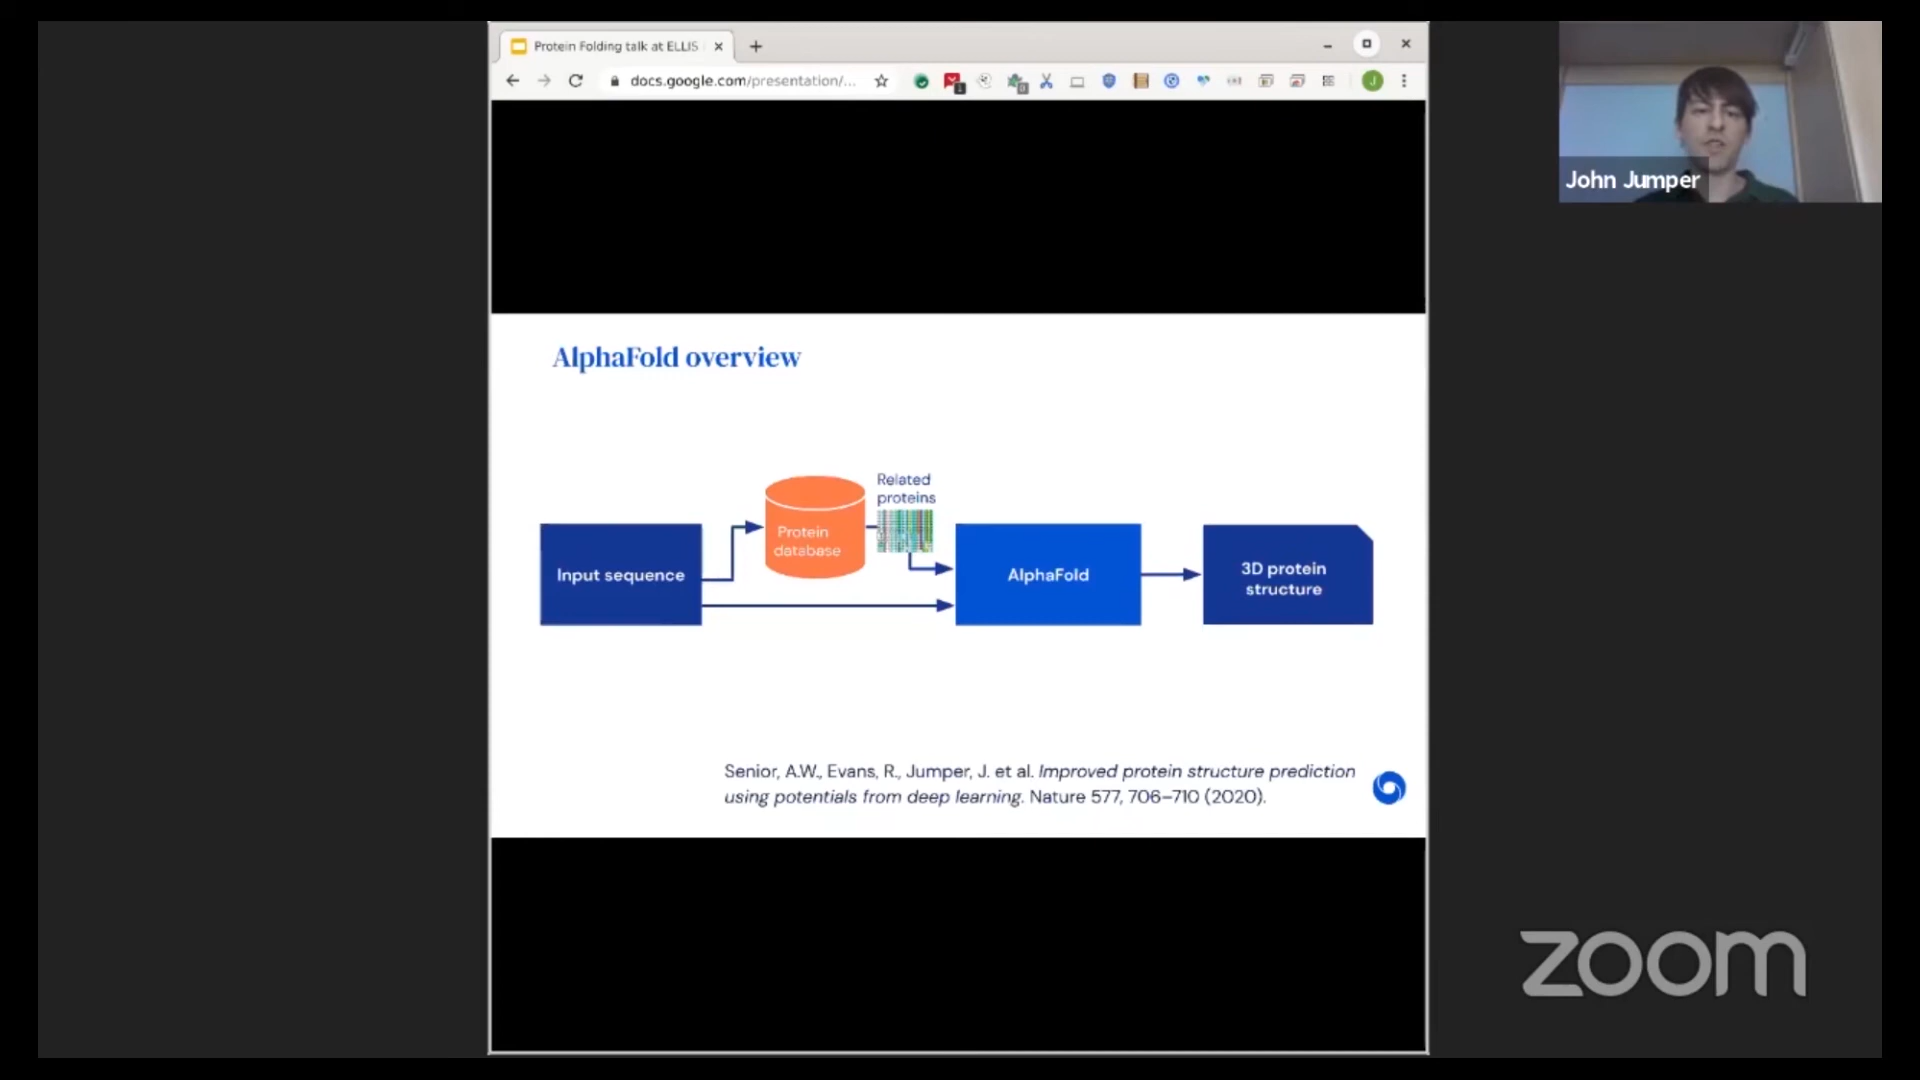 Protein Folding talk at ELLIS
docs.google.com/presentation/...
John Jumper
AlphaFold overview
Related
proteins
Protein
database
Input sequence
AlphaFold
3D protein
structure
Senior, A.W., Evans, R., Jumper, J. et al. Improved protein structure prediction
using potentials from deep learning. Nature 577, 706–710 (2020).
zoom